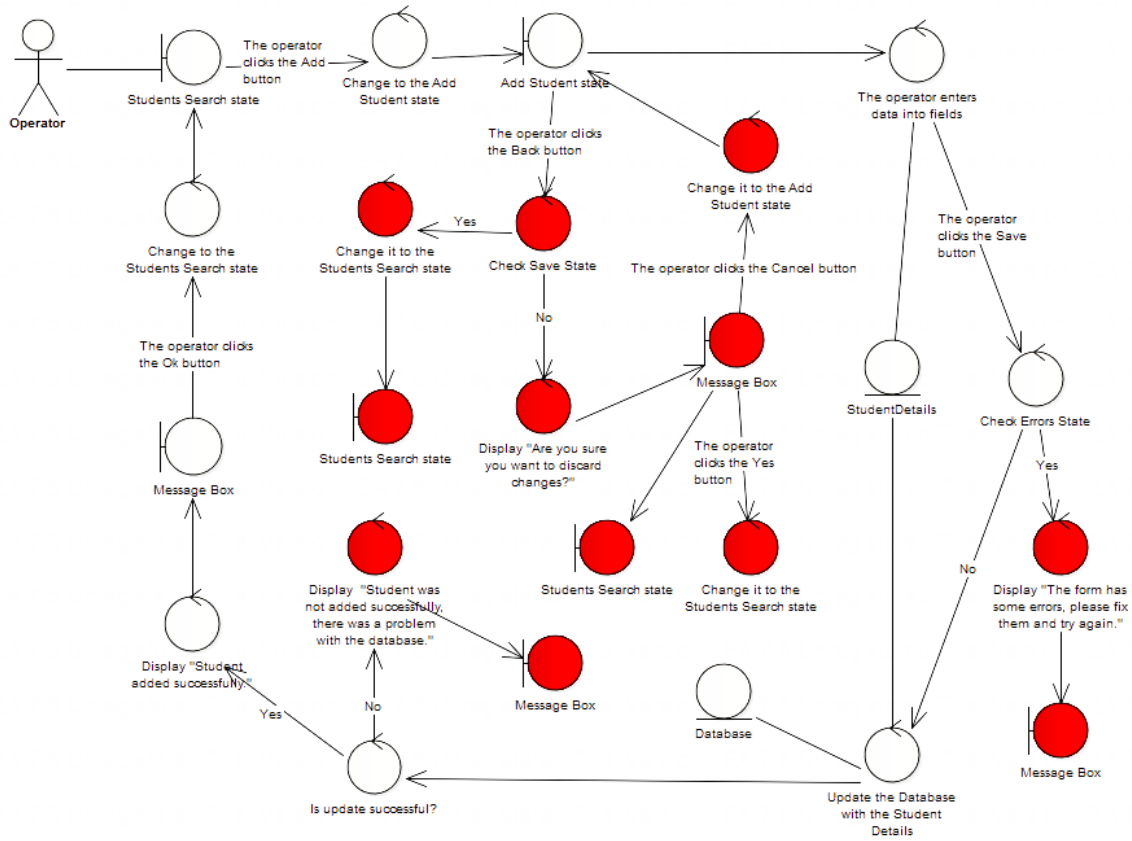 The operator
clicks the Add
button
Students Search state
Change to the Add
Student state
Add Student state
The operator enters
data into fields
Operator
The operator clicks
the Back button
Change it to the Add
Student state
The operator
clicks the Save
button
Change to the
Students Search state
Change it to the
Students Search state
Yes
Check Save State
The operator clicks the Cancel button
No
The operator clicks
the Ok button
Message Box
StudentDetails
Check Errors State
Students Search state
Display "Are you sure
you want to discard
changes?"
The operator
clicks the Yes
button
Yes
Message Box
No
Display "Student was
not added successfully,
there was a problem
with the database."
Students Search state
Change it to the
Students Search state
Display "The form has
some errors, please fix
them and try again."
Display "Student
added successfully."
Message Box
Yes
No
Database
Message Box
Is update successful?
Update the Database
with the Student
Details